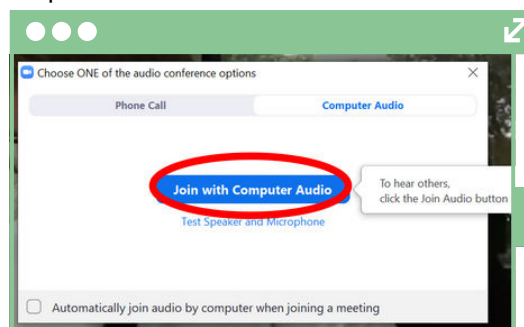 Choose ONE of the audio conference options
Phone Call
Computer Audio
Join with Computer Audio
To hear others,
click the Join Audio button
Test Speaker and Microphone
Automatically join audio by computer when joining a meeting